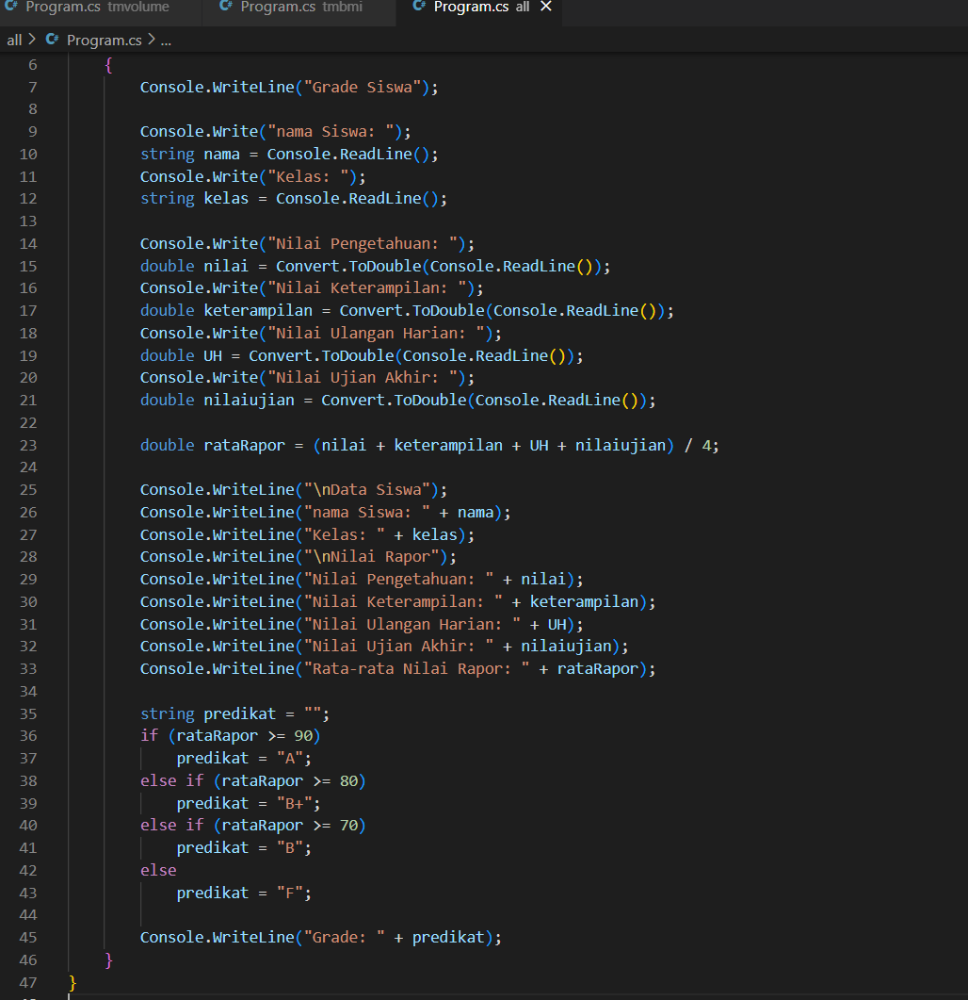 Program.cs tmvolume Program.cs tmbmi Program.cs all ×
all > Program.cs > ...
6 {
7 Console.WriteLine("Grade Siswa");
8
9 Console.Write("nama Siswa: ");
10 string nama = Console.ReadLine();
11 Console.Write("Kelas: ");
12 string kelas = Console.ReadLine();
13
14 Console.Write("Nilai Pengetahuan: ");
15 double nilai = Convert.ToDouble(Console.ReadLine());
16 Console.Write("Nilai Keterampilan: ");
17 double keterampilan = Convert.ToDouble(Console.ReadLine());
18 Console.Write("Nilai Ulangan Harian: ");
19 double UH = Convert.ToDouble(Console.ReadLine());
20 Console.Write("Nilai Ujian Akhir: ");
21 double nilaiujian = Convert.ToDouble(Console.ReadLine());
22
23 double rataRapor = (nilai + keterampilan + UH + nilaiujian) / 4;
24
25 Console.WriteLine("\nData Siswa");
26 Console.WriteLine("nama Siswa: " + nama);
27 Console.WriteLine("Kelas: " + kelas);
28 Console.WriteLine("\nNilai Rapor");
29 Console.WriteLine("Nilai Pengetahuan: " + nilai);
30 Console.WriteLine("Nilai Keterampilan: " + keterampilan);
31 Console.WriteLine("Nilai Ulangan Harian: " + UH);
32 Console.WriteLine("Nilai Ujian Akhir: " + nilaiujian);
33 Console.WriteLine("Rata-rata Nilai Rapor: " + rataRapor);
34
35 string predikat = "";
36 if (rataRapor >= 90)
37 predikat = "A";
38 else if (rataRapor >= 80)
39 predikat = "B+";
40 else if (rataRapor >= 70)
41 predikat = "B";
42 else
43 predikat = "F";
44
45 Console.WriteLine("Grade: " + predikat);
46 }
47 }